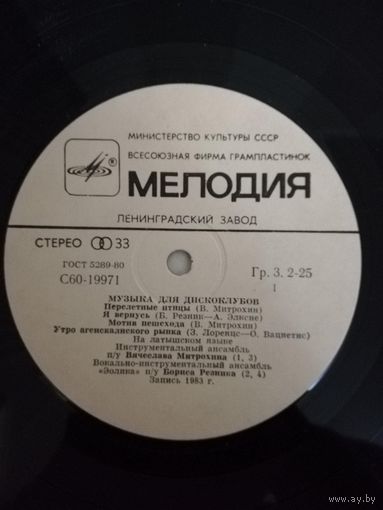 МИНИСТЕРСТВО КУЛЬТУРЫ СССР
ВСЕСОЮЗНАЯ ФИРМА ГРАМПЛАСТИНОК
МЕЛОДИЯ
ЛЕНИНГРАДСКИЙ ЗАВОД
СТЕРЕО 33
ГОСТ 5289-80
С60-19971
Гр. 3. 2-25
1
МУЗЫКА ДЛЯ ДИСКОКЛУБОВ
Перелетные птицы (В. Митрохин)
Я вернусь (Б. Резник—А. Элксне)
Мотив пешехода (В. Митрохин)
Утро агенскалнского рынка (З. Лоренцс—О. Вациетис)
На латышском языке
Инструментальный ансамбль
п/у Вячеслава Митрохина (1, 3)
Вокально-инструментальный ансамбль
«Эолика» п/у Бориса Резника (2, 4)
Запись 1983 г.
www.ay.by